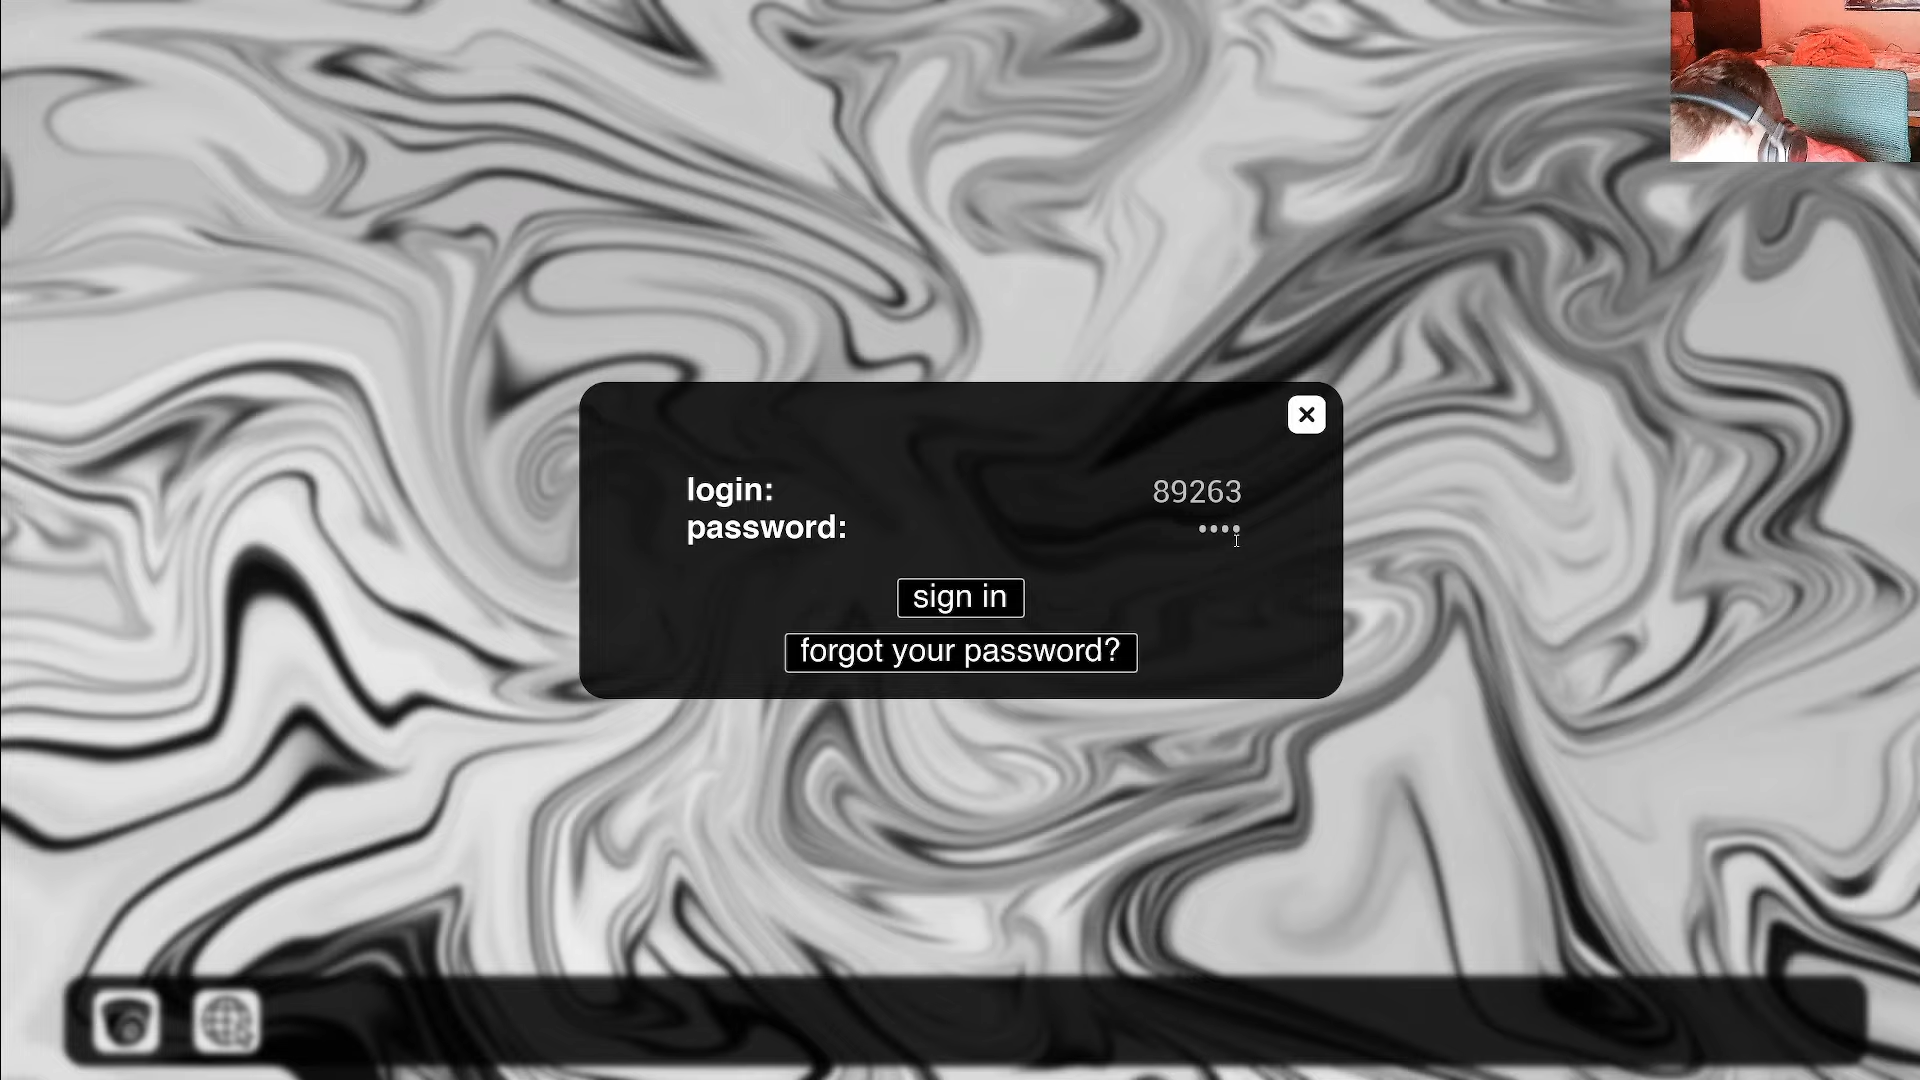 login: 89263
password: ••••
sign in
forgot your password?